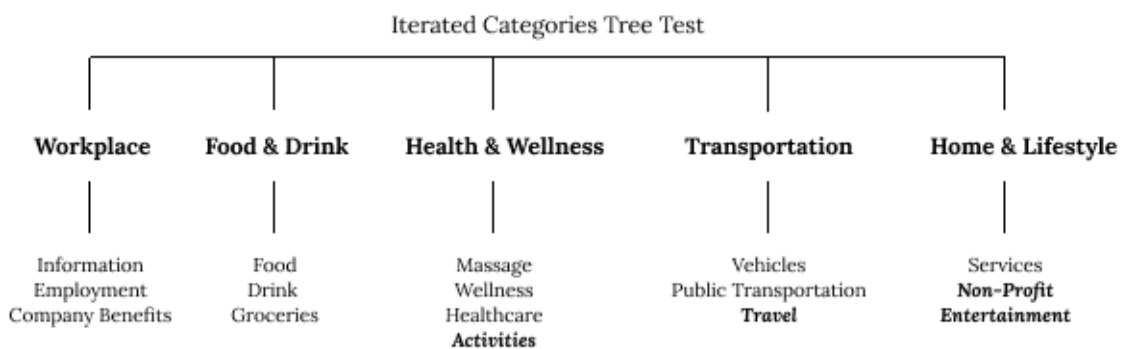 Iterated Categories Tree Test
Workplace
Food & Drink
Health & Wellness
Transportation
Home & Lifestyle
Information
Employment
Company Benefits
Food
Drink
Groceries
Massage
Wellness
Healthcare
Activities
Vehicles
Public Transportation
Travel
Services
Non-Profit
Entertainment